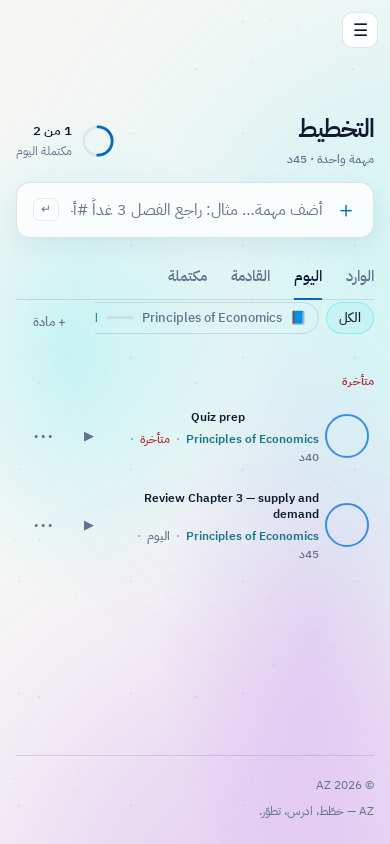 ☰
التخطيط
مهمة واحدة · 45د
1 من 2
مكتملة اليوم
+ أضف مهمة... مثال: راجع الفصل 3 غداً #أ ↵
الوارد اليوم القادمة مكتملة
الكل 📘 Principles of Economics 1 + مادة
متأخرة
Quiz prep
Principles of Economics · متأخرة ·
40د
Review Chapter 3 — supply and
demand
Principles of Economics · اليوم ·
45د
© 2026 AZ
AZ — خطّط، ادرس، تطوّر.